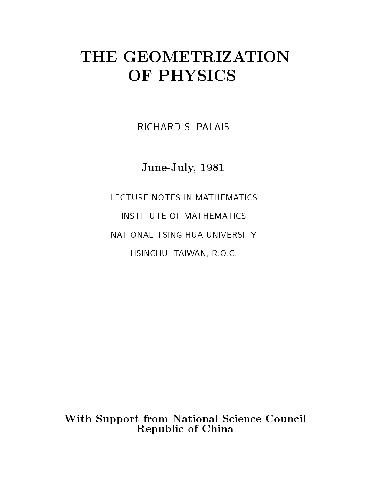 THE GEOMETRIZATION
OF PHYSICS
RICHARD S. PALAIS
June-July, 1981
LECTURE NOTES IN MATHEMATICS
INSTITUTE OF MATHEMATICS
NATIONAL TSING HUA UNIVERSITY
HSINCHU, TAIWAN, R.O.C.
With Support from National Science Council
Republic of China